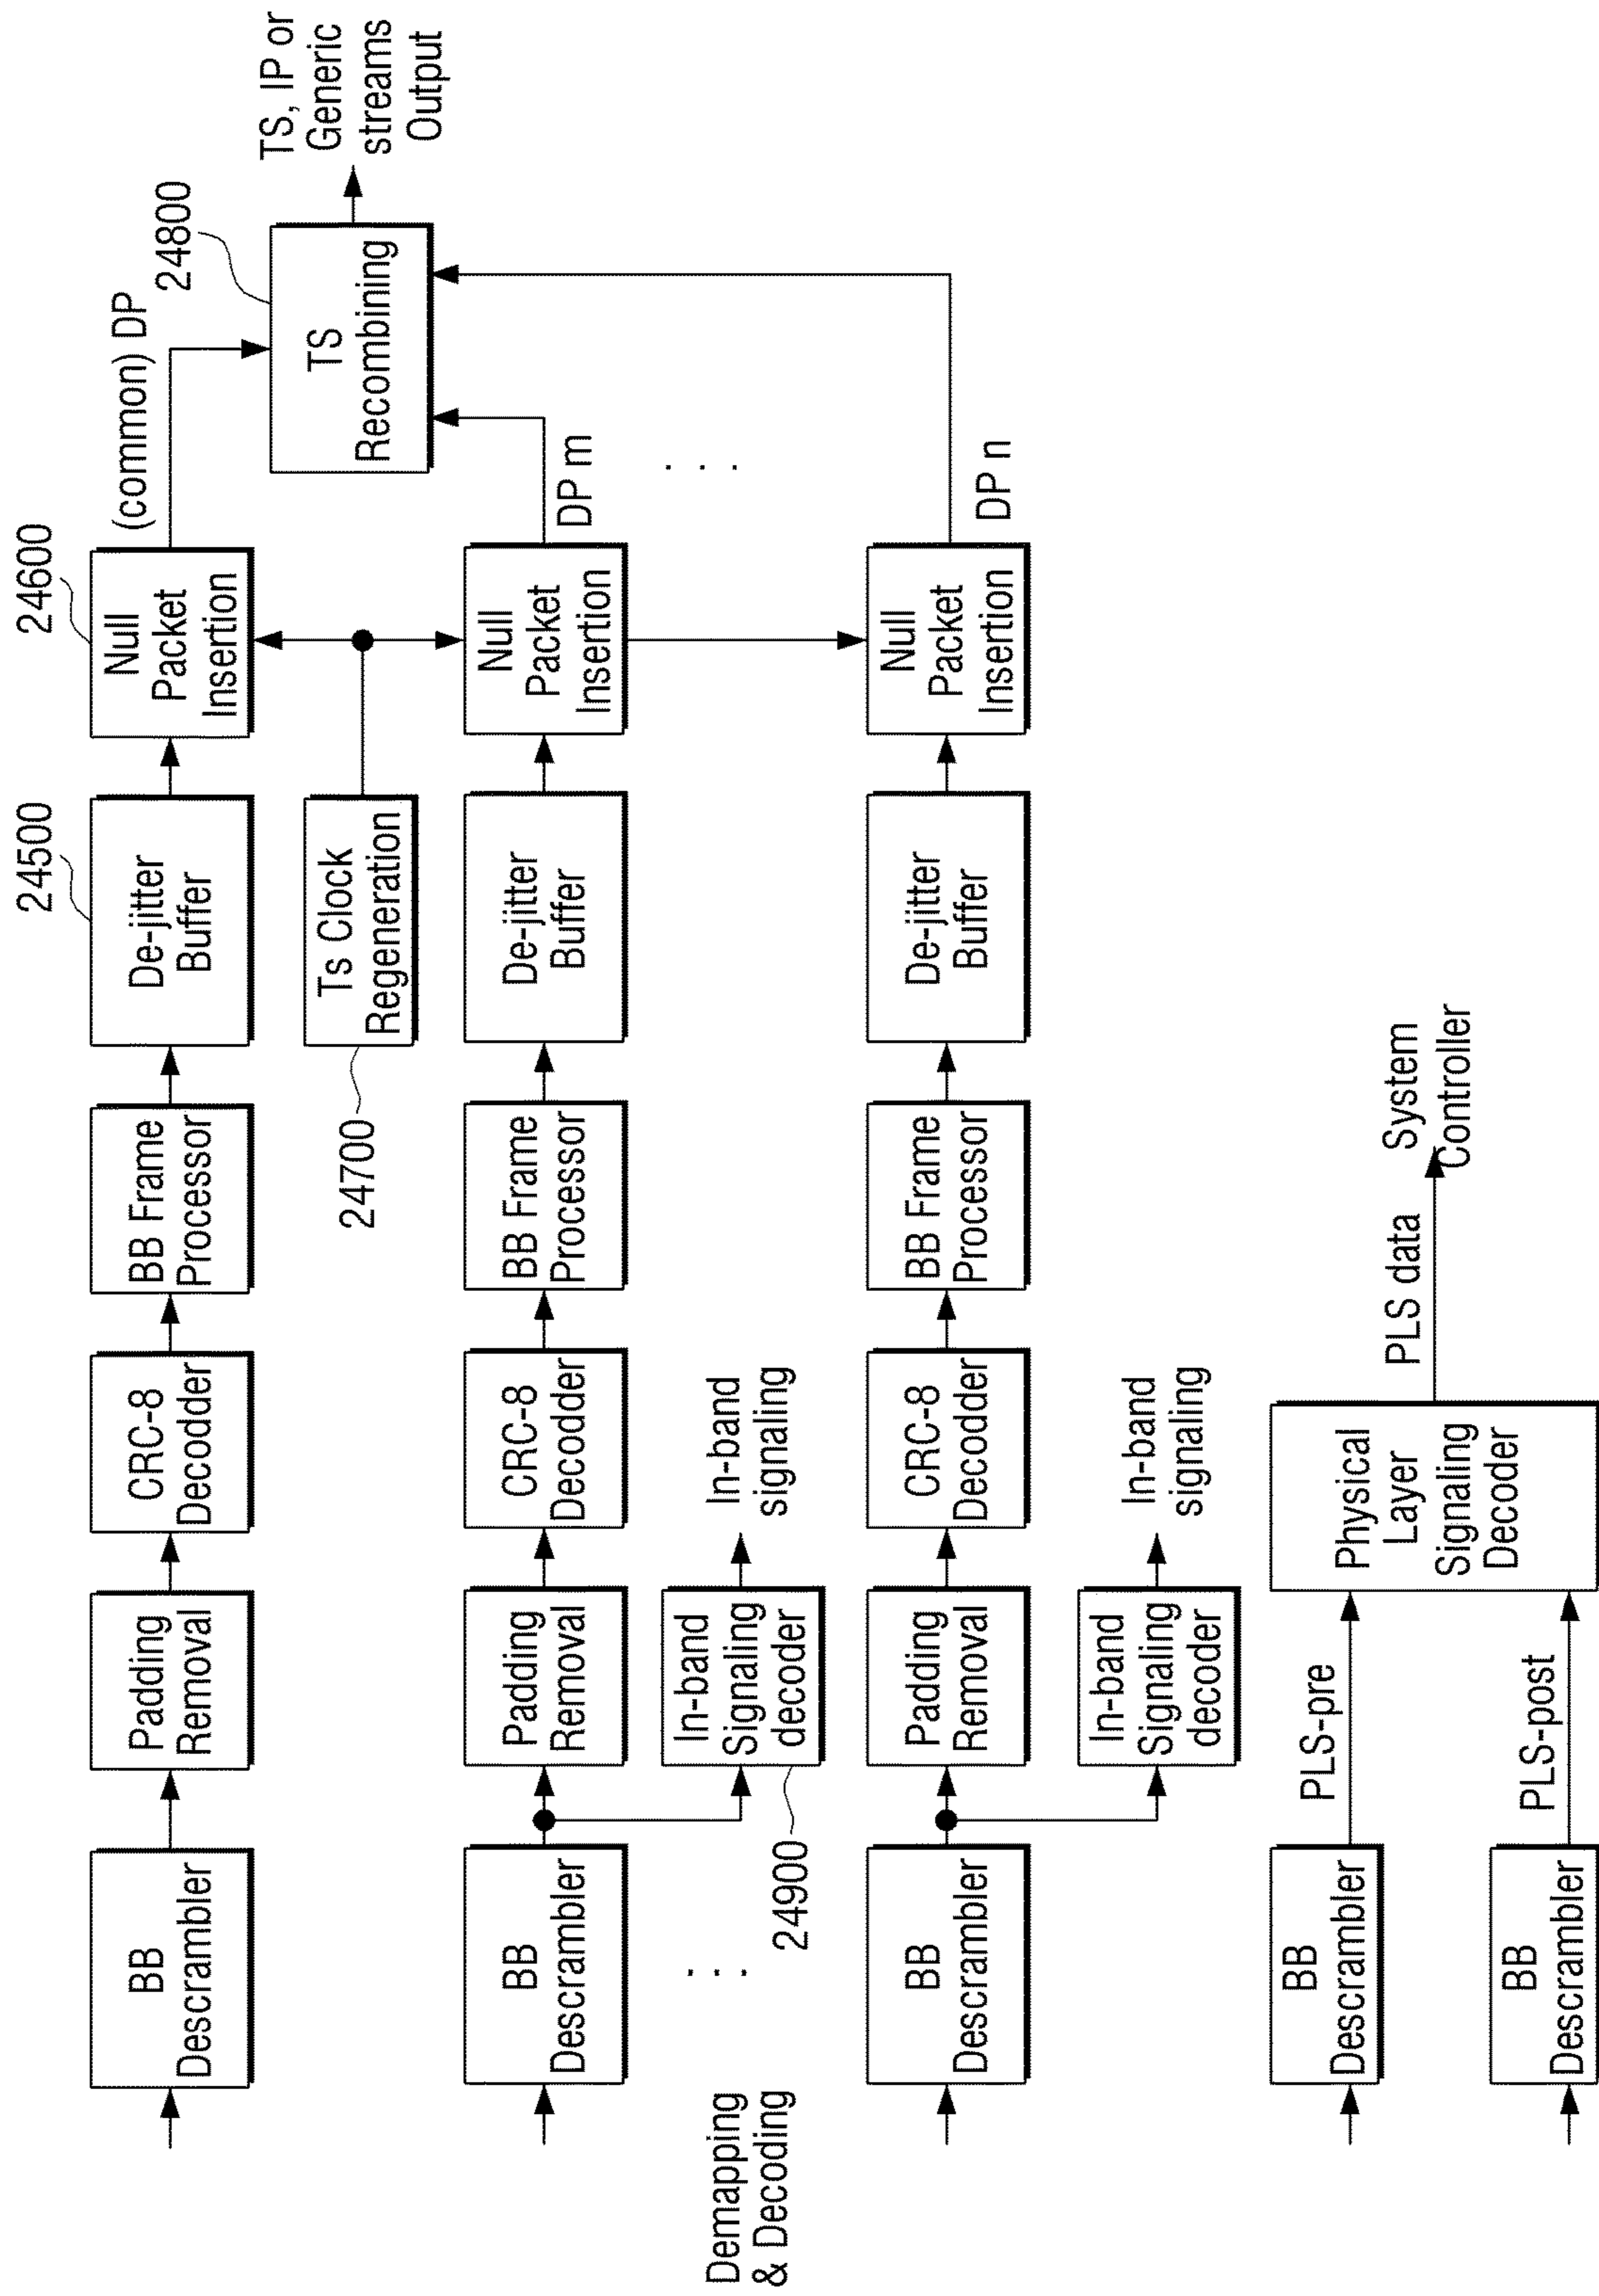 24500
24600
(common) DP
24800
TS, IP or
Generic
streams
Output
BB
Descrambler
Padding
Removal
CRC-8
Decodder
BB Frame
Processor
De-jitter
Buffer
Null
Packet
Insertion
TS
Recombining
24700
Ts Clock
Regeneration
BB
Descrambler
Padding
Removal
CRC-8
Decodder
BB Frame
Processor
De-jitter
Buffer
Null
Packet
Insertion
DP m
24900
In-band
Signaling
decoder
In-band
signaling
. . .
. . .
Demapping
& Decoding
BB
Descrambler
Padding
Removal
CRC-8
Decodder
BB Frame
Processor
De-jitter
Buffer
Null
Packet
Insertion
DP n
In-band
Signaling
decoder
In-band
signaling
BB
Descrambler
PLS-pre
Physical
Layer
Signaling
Decoder
PLS data
System
Controller
BB
Descrambler
PLS-post